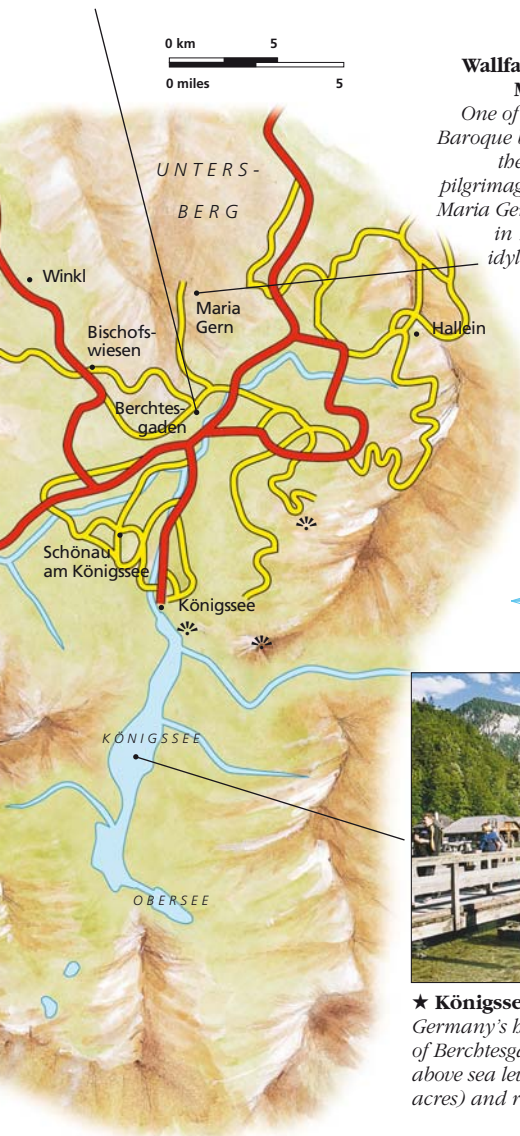 0 km 5
0 miles 5
Wallfa
M
One of
Baroque
the
pilgrimag
Maria Ge
in
idyl
UNTERS-
BERG
Winkl
Maria
Gern
Hallein
Bischofs-
wiesen
Berchtes-
gaden
Schönau
am Königssee
Königssee
KÖNIGSSEE
OBERSEE
★ Königsse
Germany's h
of Berchtesga
above sea lev
acres) and r